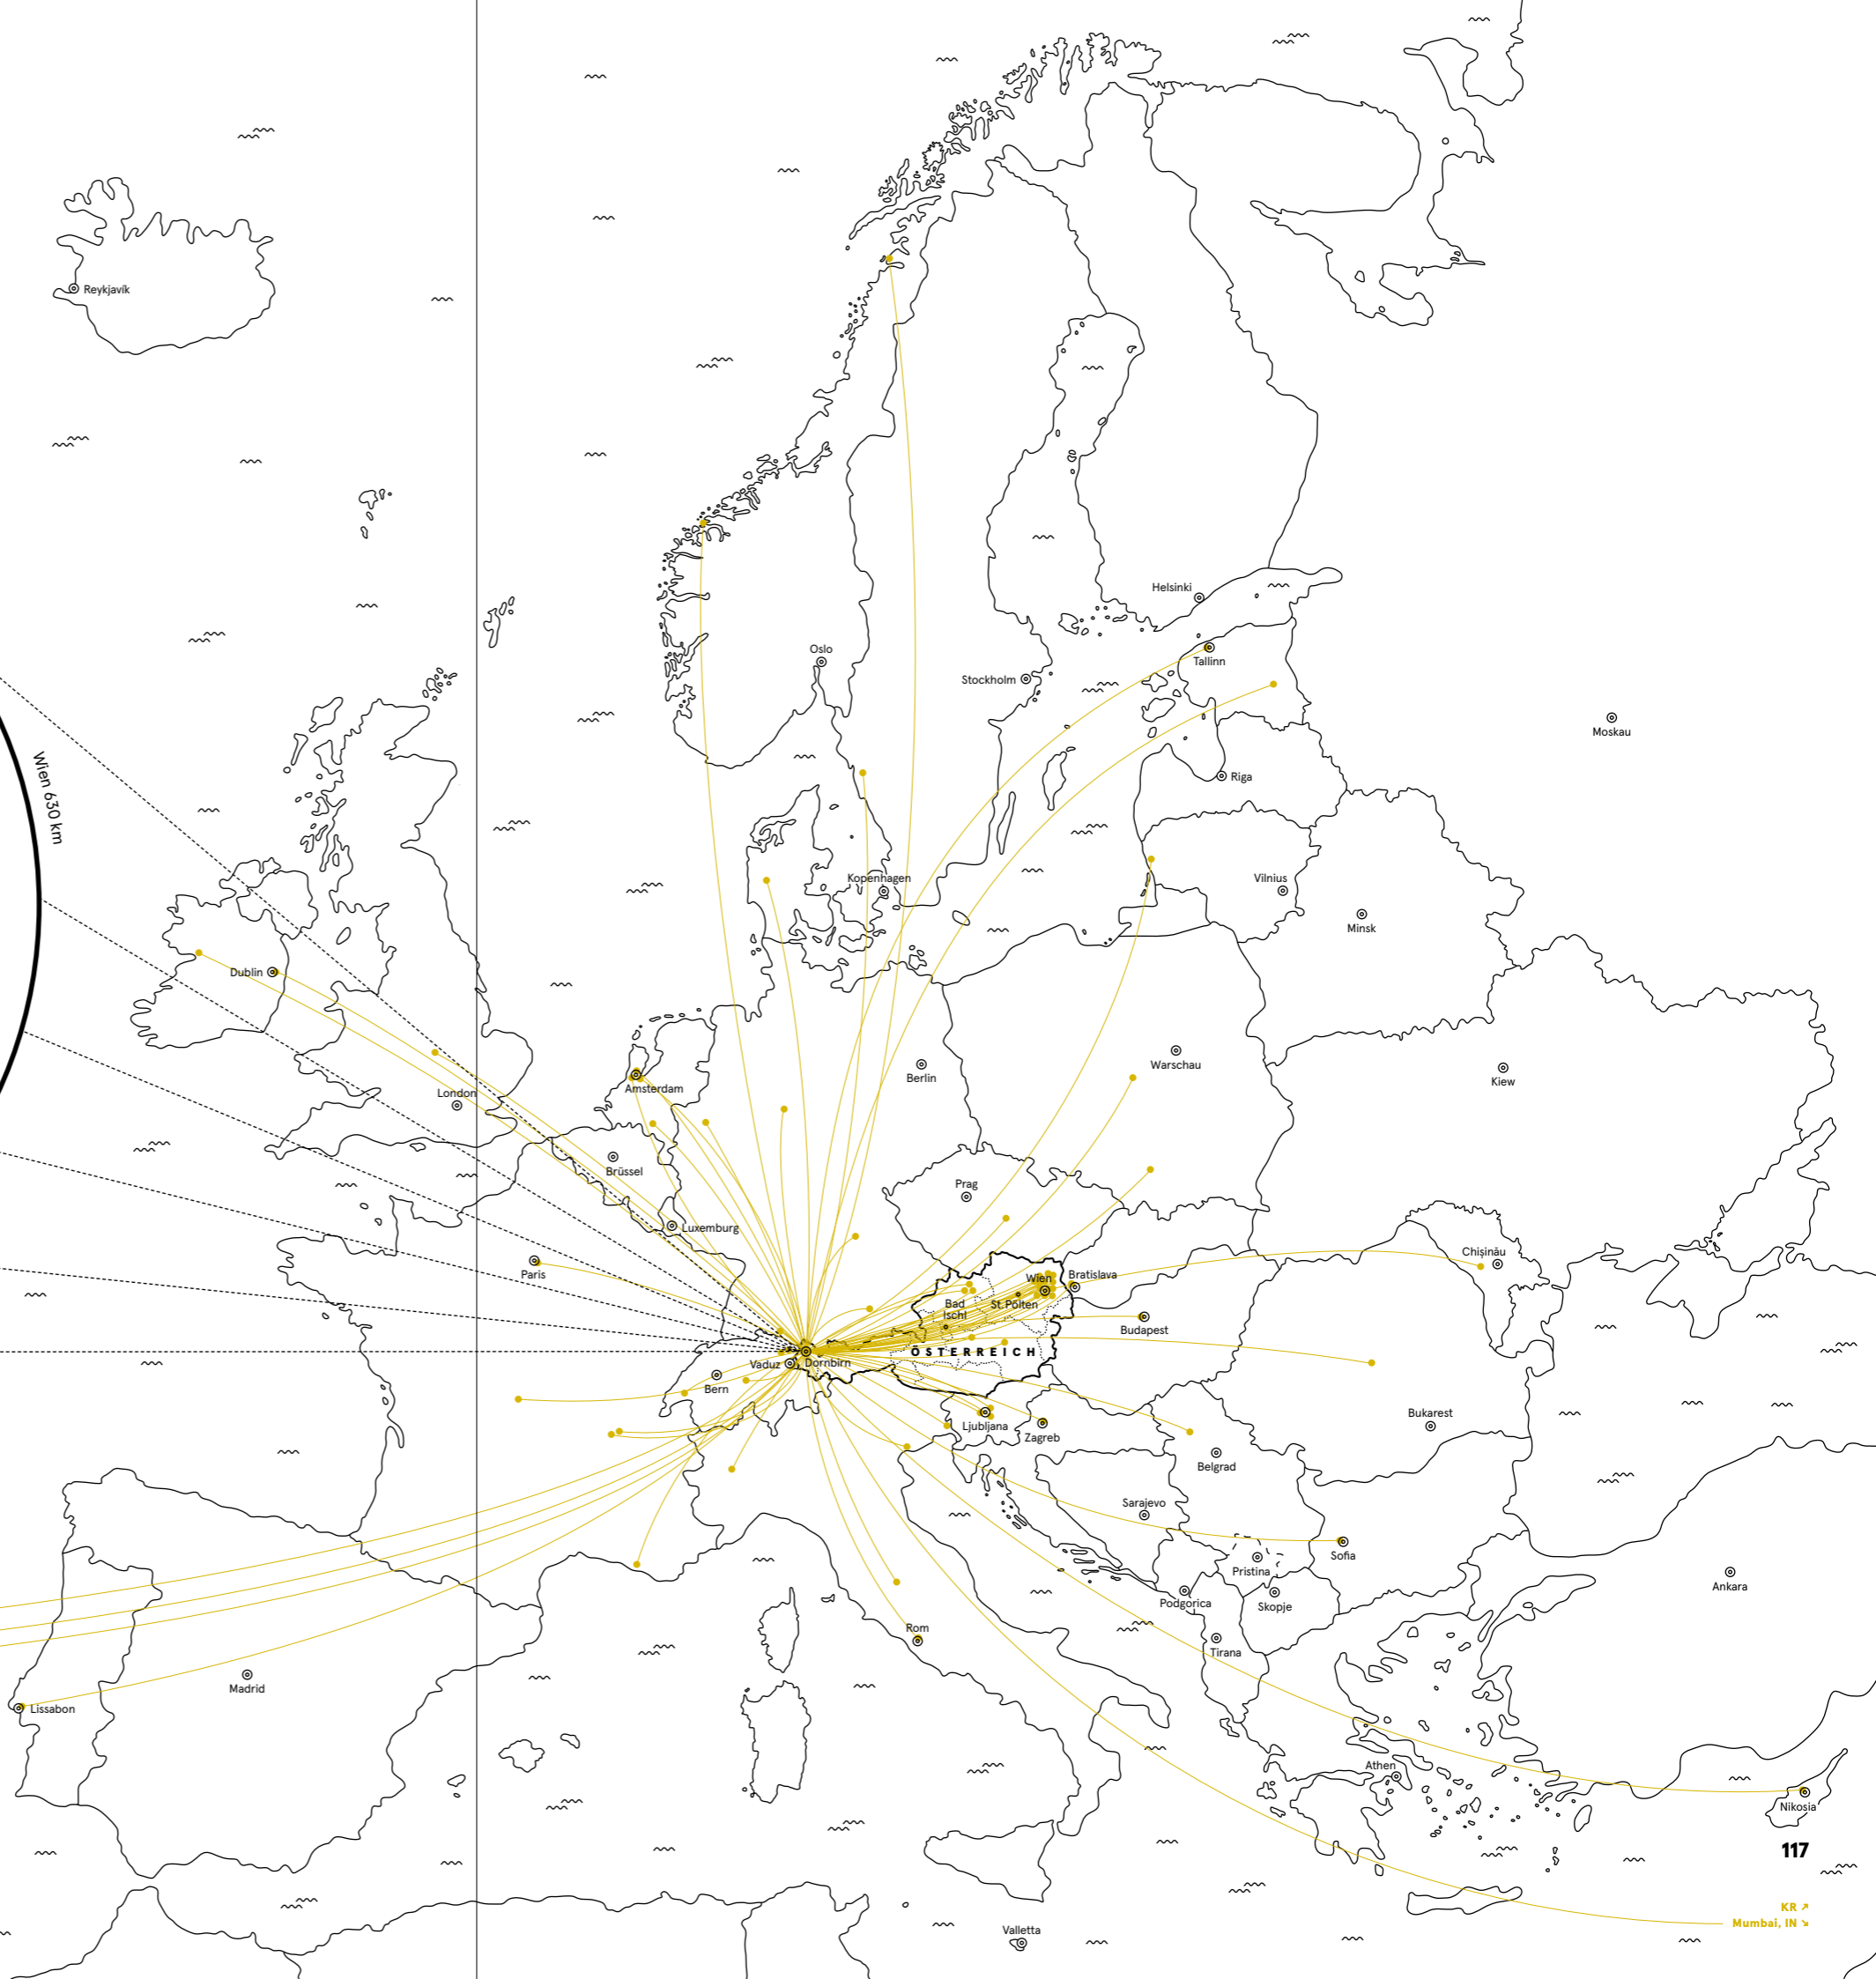 Reykjavík
Helsinki
Oslo
Tallinn
Stockholm
Moskau
Wien 630 km
Riga
Kopenhagen
Vilnius
Minsk
Dublin
Warschau
Berlin
Kiew
Amsterdam
London
Brüssel
Prag
Luxemburg
Chișinău
Paris
Wien
Bratislava
Bad
Ischl
St. Pölten
Budapest
ÖSTERREICH
Vaduz
Dornbirn
Bern
Bukarest
Ljubljana
Zagreb
Belgrad
Sarajevo
Sofia
Pristina
Ankara
Podgorica
Skopje
Rom
Tirana
Madrid
Lissabon
Athen
Nikosia
117
KR ↗
Mumbai, IN ↘
Valletta